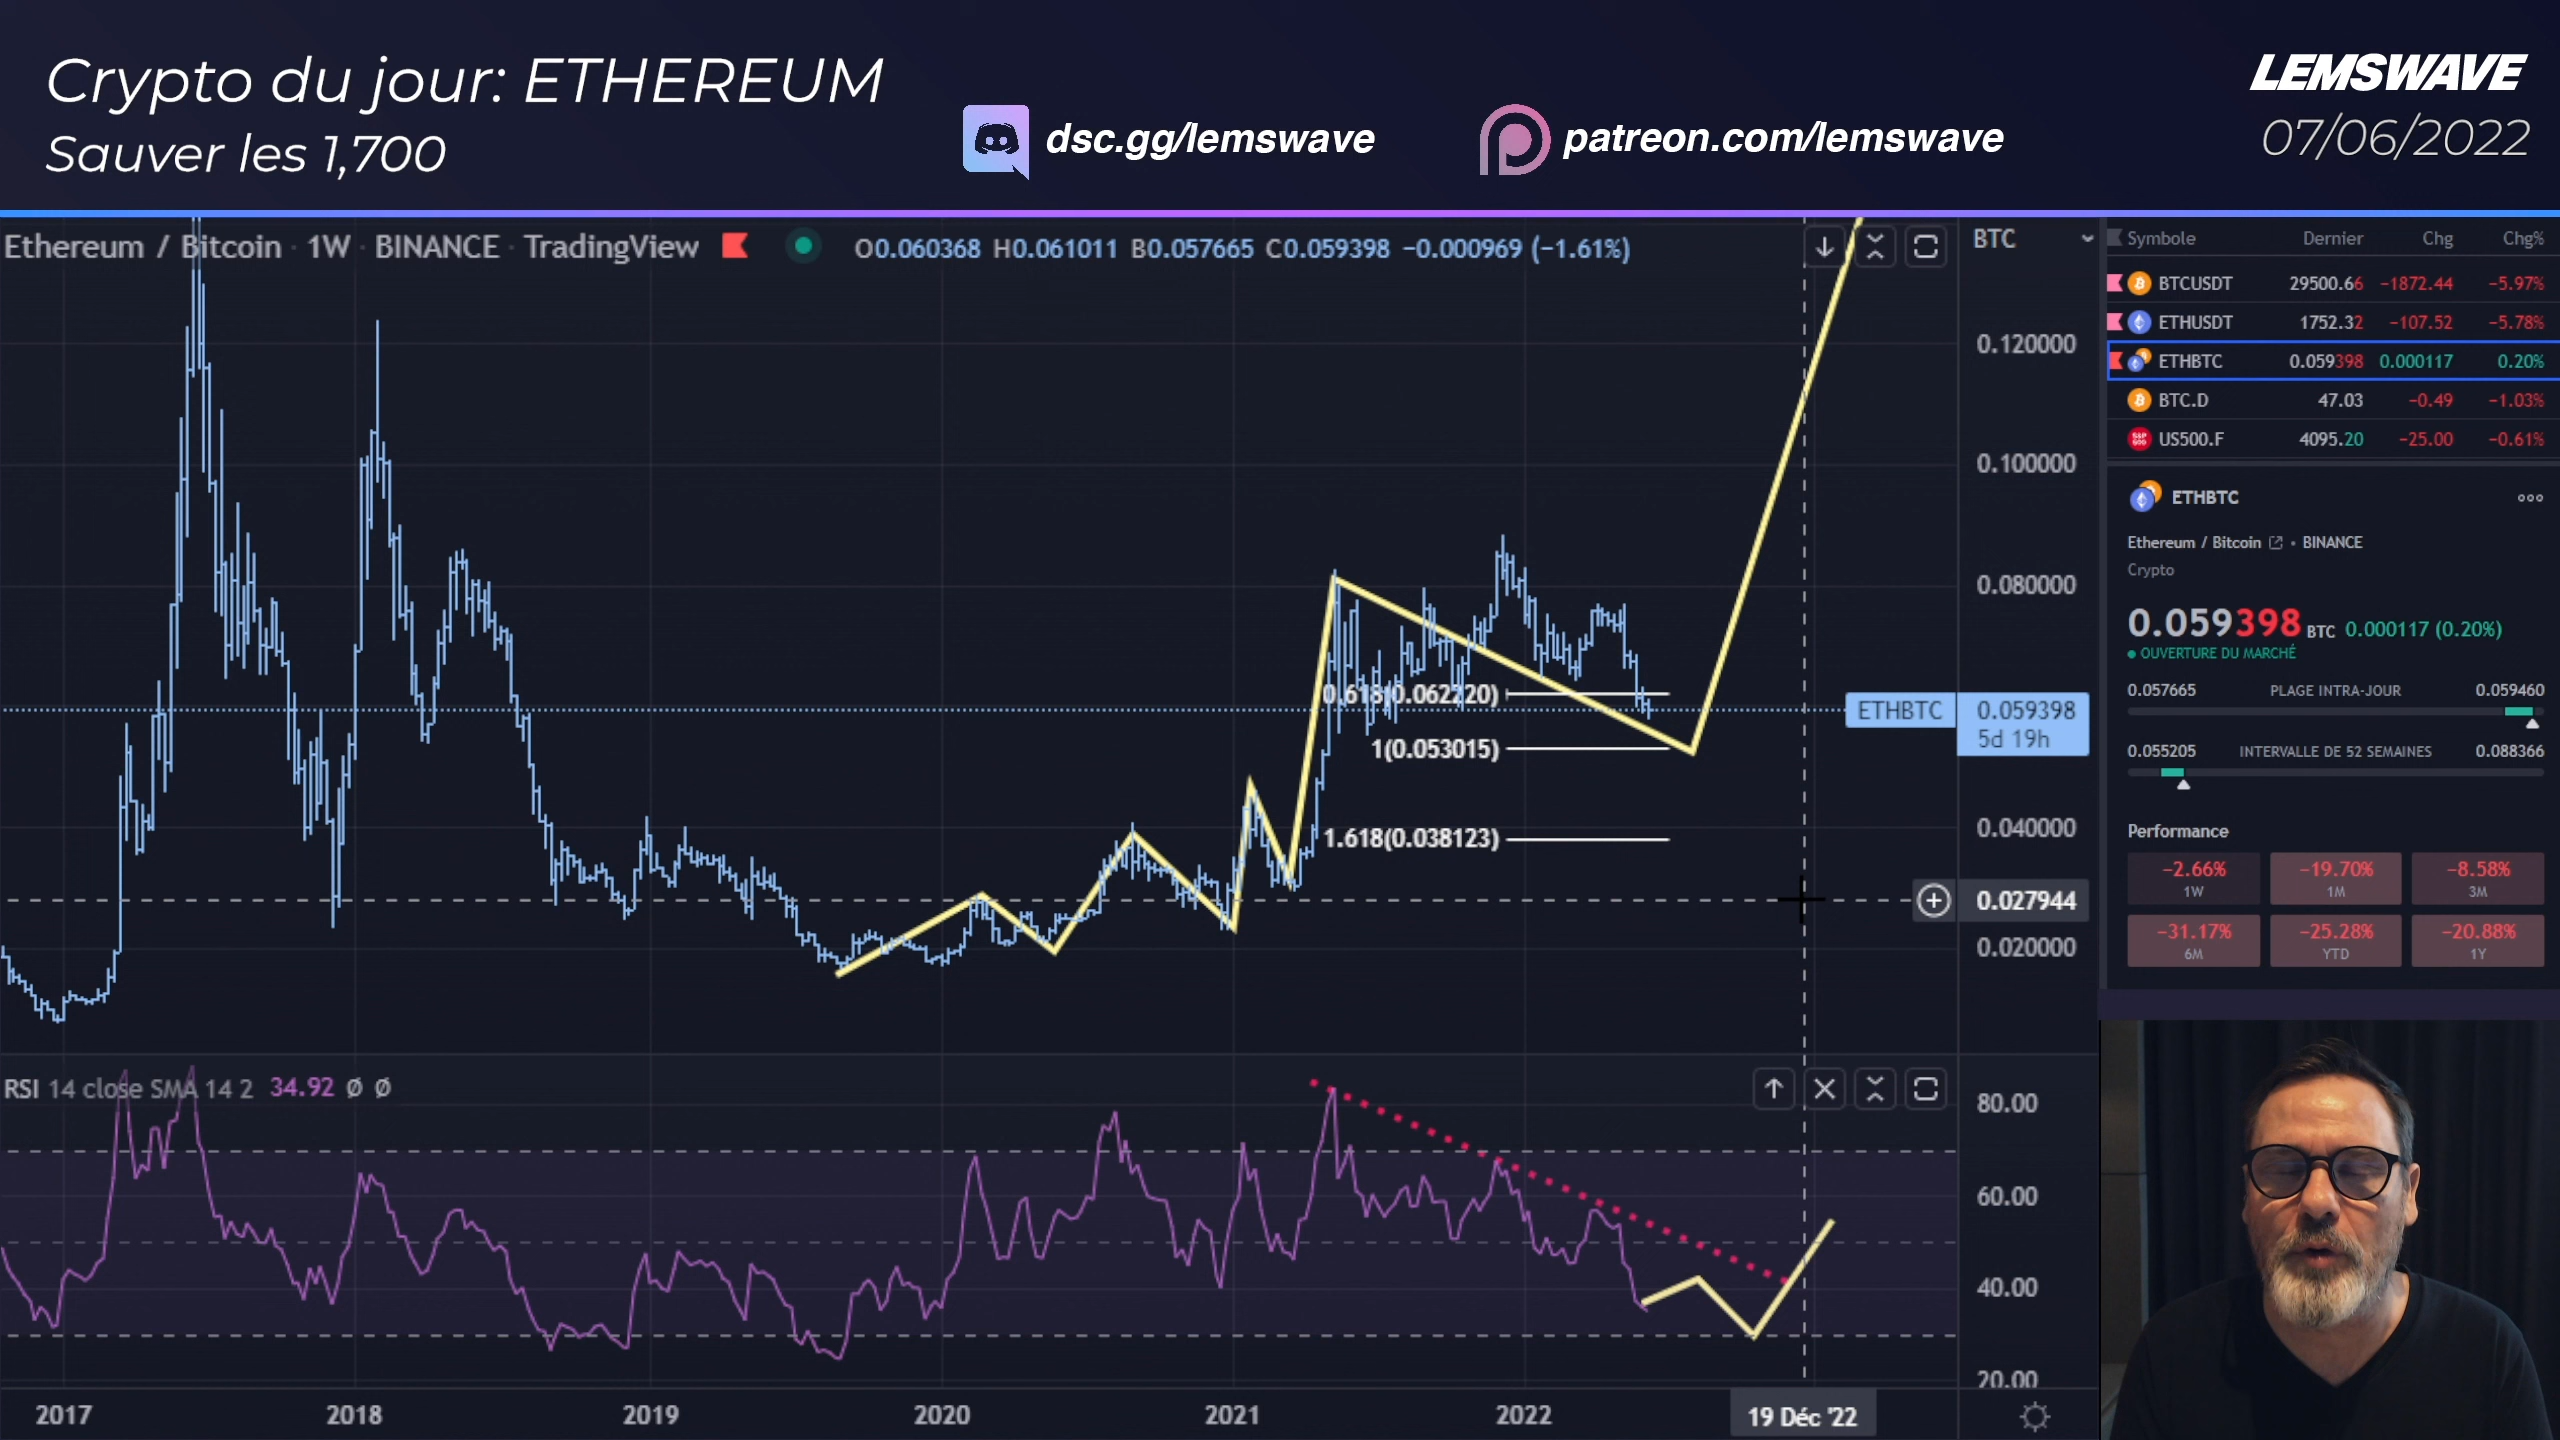 Crypto du jour: ETHEREUM
Sauver les 1,700
dsc.gg/lemswave
patreon.com/lemswave
LEMSWAVE
07/06/2022
Ethereum / Bitcoin · 1W · BINANCE · TradingView
O0.060368 H0.061011 B0.057665 C0.059398 −0.000969 (−1.61%)
BTC
0.120000
0.100000
0.080000
0.618(0.062220)
ETHBTC 0.059398
5d 19h
1(0.053015)
1.618(0.038123)
0.040000
0.027944
0.020000
RSI 14 close SMA 14 2 34.92 Ø Ø
80.00
60.00
40.00
20.00
2017 2018 2019 2020 2021 2022 19 Déc '22
Symbole Dernier Chg Chg%
BTCUSDT 29500.66 −1872.44 −5.97%
ETHUSDT 1752.32 −107.52 −5.78%
ETHBTC 0.059398 0.000117 0.20%
BTC.D 47.03 −0.49 −1.03%
US500.F 4095.20 −25.00 −0.61%
ETHBTC
Ethereum / Bitcoin • BINANCE
Crypto
0.059398 BTC 0.000117 (0.20%)
OUVERTURE DU MARCHÉ
0.057665 PLAGE INTRA-JOUR 0.059460
0.055205 INTERVALLE DE 52 SEMAINES 0.088366
Performance
−2.66% −19.70% −8.58%
1W 1M 3M
−31.17% −25.28% −20.88%
6M YTD 1Y